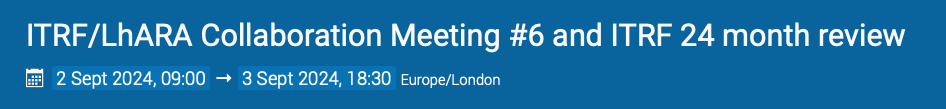 ITRF/LhARA Collaboration Meeting #6 and ITRF 24 month review
2 Sept 2024, 09:00 → 3 Sept 2024, 18:30 Europe/London